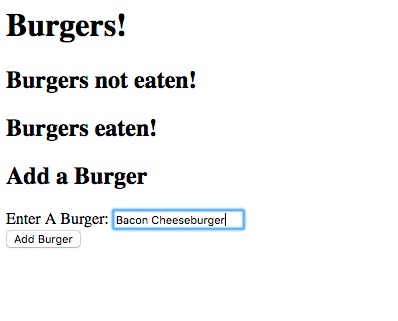 Burgers!
Burgers not eaten!
Burgers eaten!
Add a Burger
Enter A Burger: Bacon Cheeseburger
Add Burger